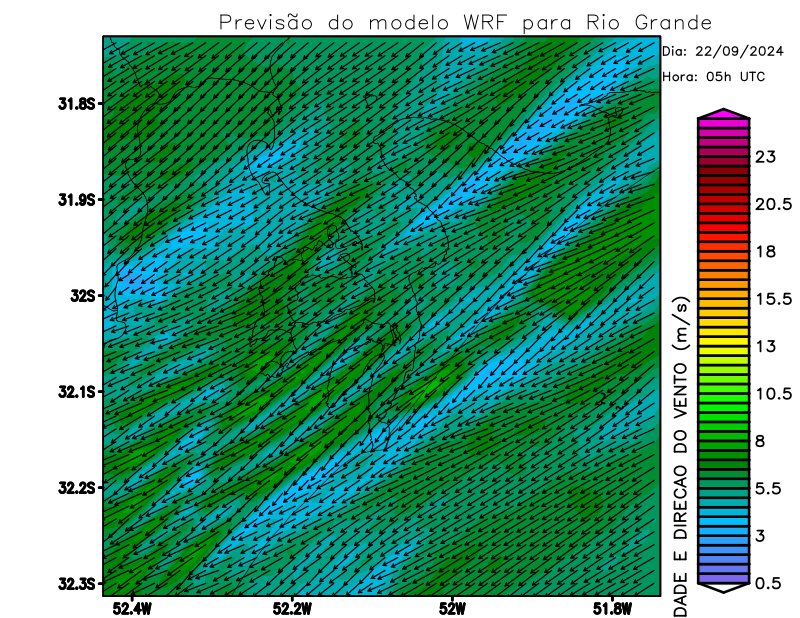 Previsão do modelo WRF para Rio Grande
Dia: 22/09/2024
Hora: 05h UTC
31.8S
31.9S
32S
32.1S
32.2S
32.3S
52.4W
52.2W
52W
51.8W
23
20.5
18
15.5
13
10.5
8
5.5
3
0.5
DADE E DIRECAO DO VENTO (m/s)